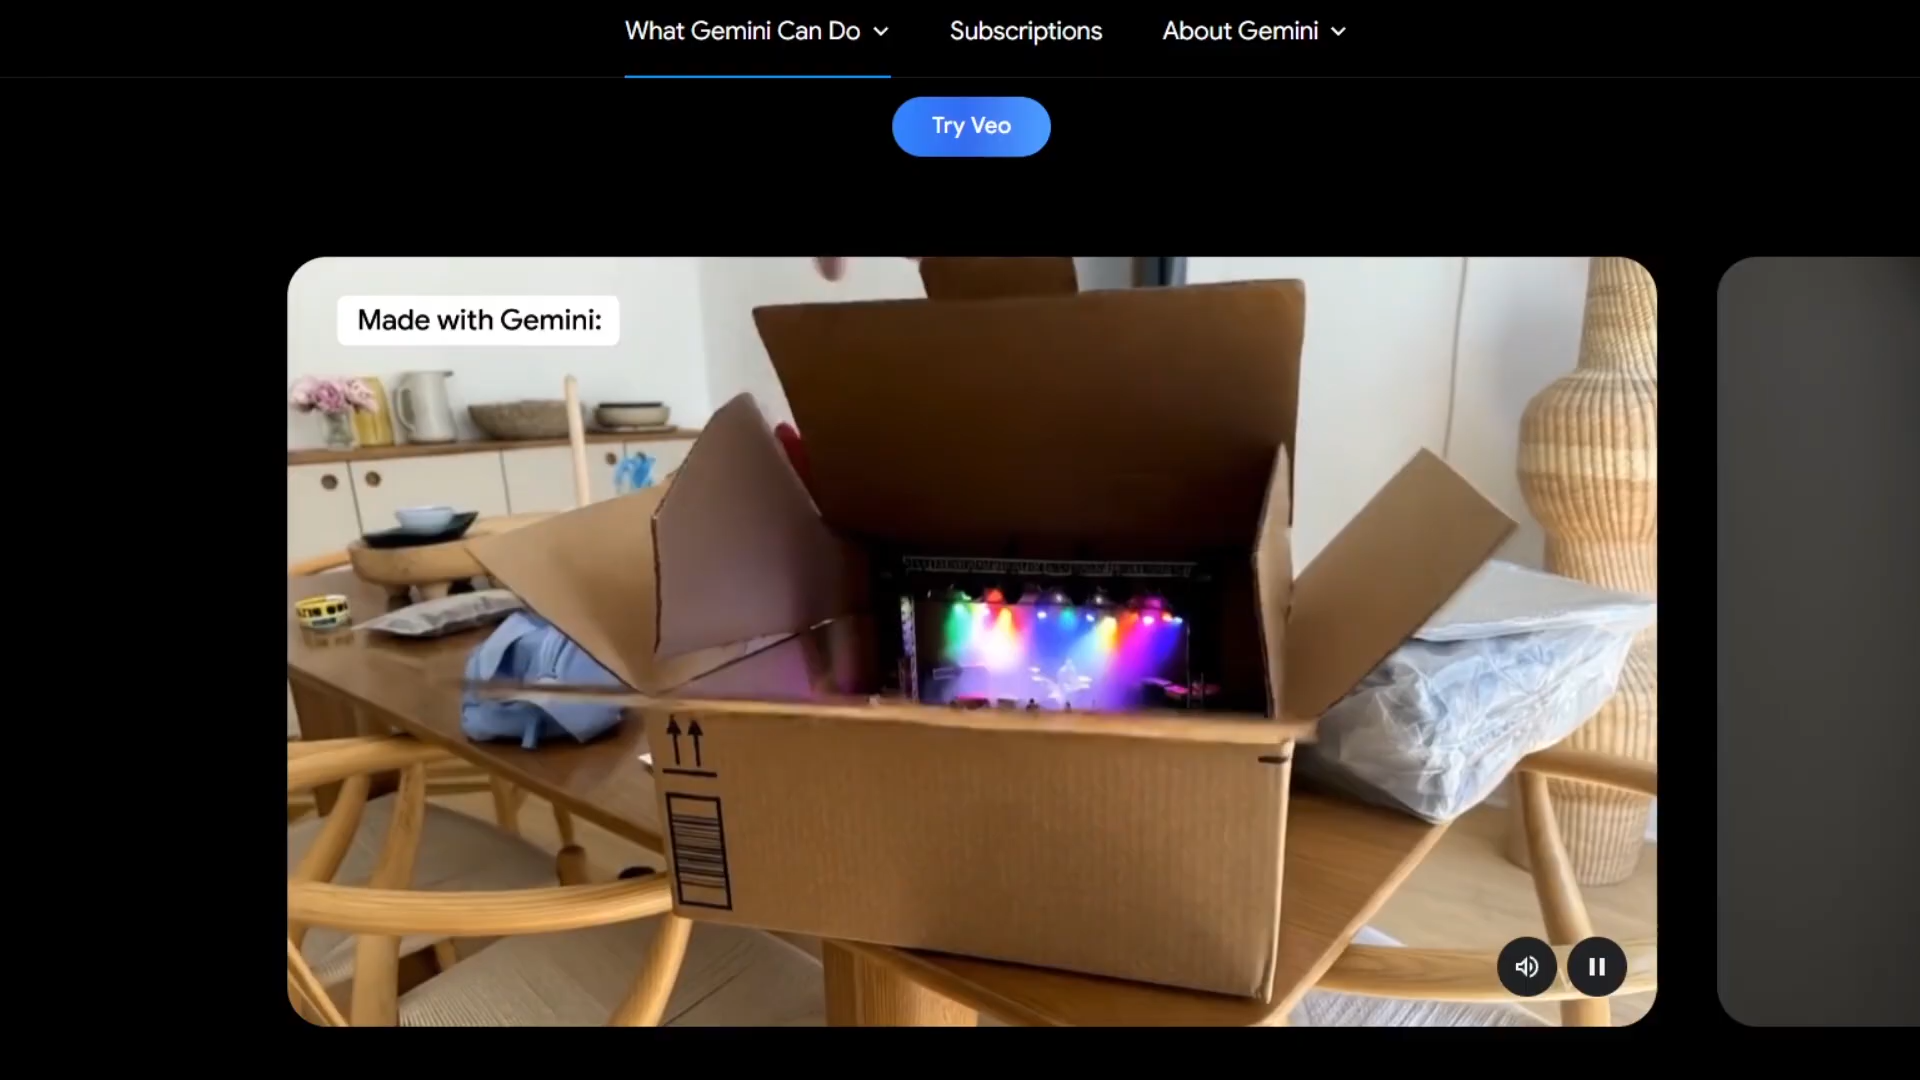 What Gemini Can Do
Subscriptions
About Gemini
Try Veo
Made with Gemini: